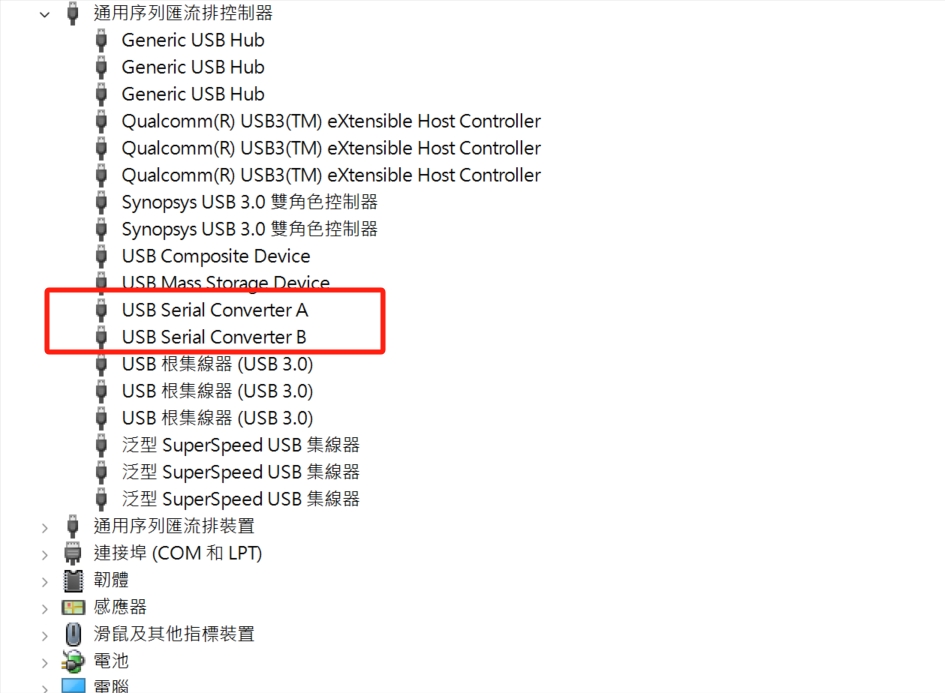 通用序列匯流排控制器
Generic USB Hub
Generic USB Hub
Generic USB Hub
Qualcomm(R) USB3(TM) eXtensible Host Controller
Qualcomm(R) USB3(TM) eXtensible Host Controller
Qualcomm(R) USB3(TM) eXtensible Host Controller
Synopsys USB 3.0 雙角色控制器
Synopsys USB 3.0 雙角色控制器
USB Composite Device
USB Mass Storage Device
USB Serial Converter A
USB Serial Converter B
USB 根集線器 (USB 3.0)
USB 根集線器 (USB 3.0)
USB 根集線器 (USB 3.0)
泛型 SuperSpeed USB 集線器
泛型 SuperSpeed USB 集線器
泛型 SuperSpeed USB 集線器
通用序列匯流排裝置
連接埠 (COM 和 LPT)
韌體
感應器
滑鼠及其他指標裝置
電池
電腦